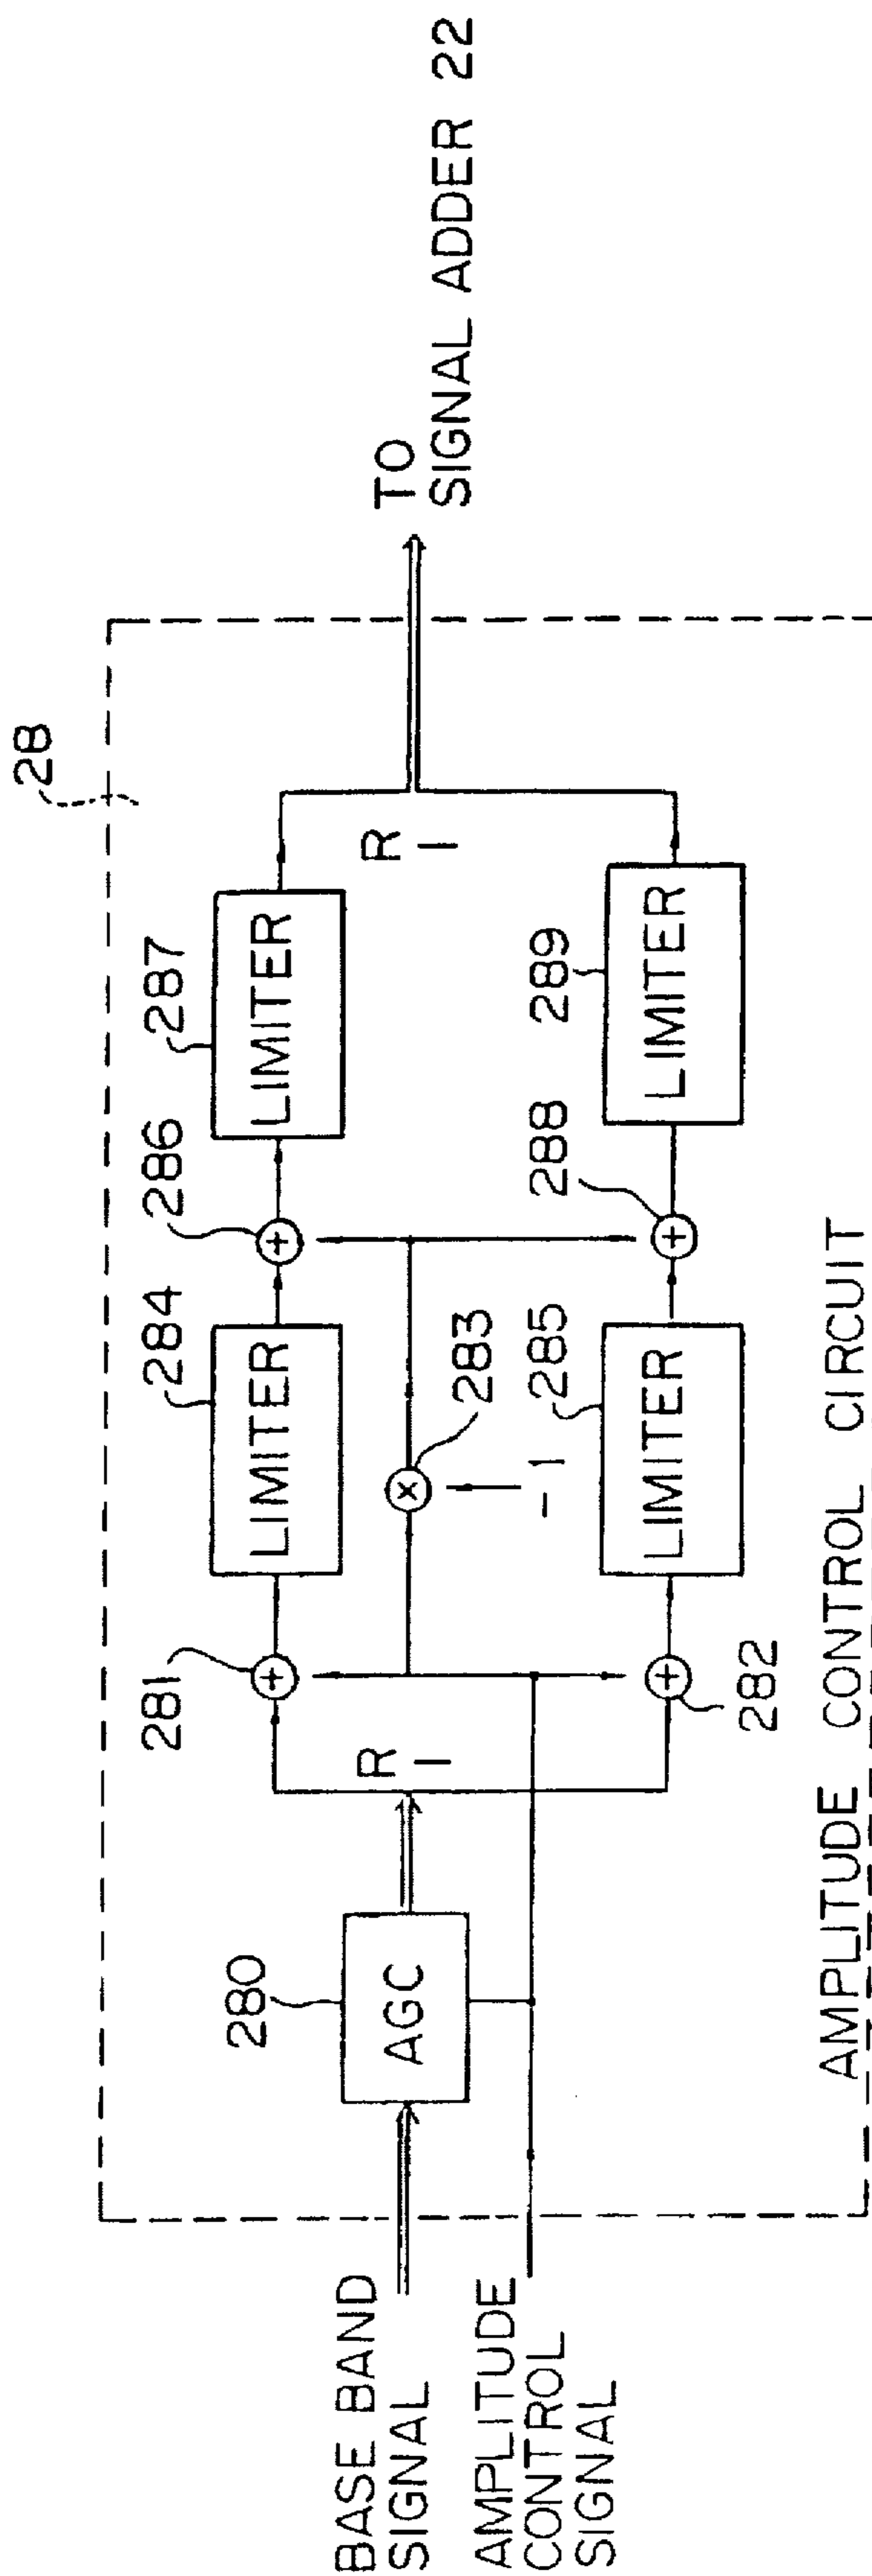 28
BASE BAND
SIGNAL
AMPLITUDE
CONTROL
SIGNAL
280
AGC
R
I
281
282
284
LIMITER
283
×
- 1
285
LIMITER
286
+
288
+
287
LIMITER
289
LIMITER
R
I
TO
SIGNAL ADDER 22
AMPLITUDE CONTROL CIRCUIT